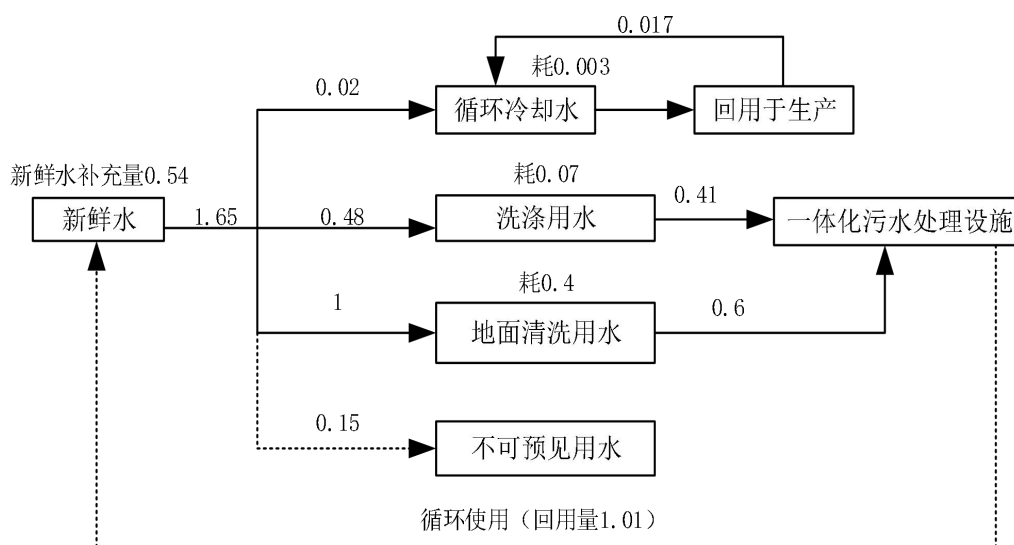 0.017
耗0.003
0.02
循环冷却水
回用于生产
新鲜水补充量0.54
耗0.07
新鲜水
1.65
0.48
洗涤用水
0.41
一体化污水处理设施
耗0.4
1
地面清洗用水
0.6
0.15
不可预见用水
循环使用（回用量1.01）